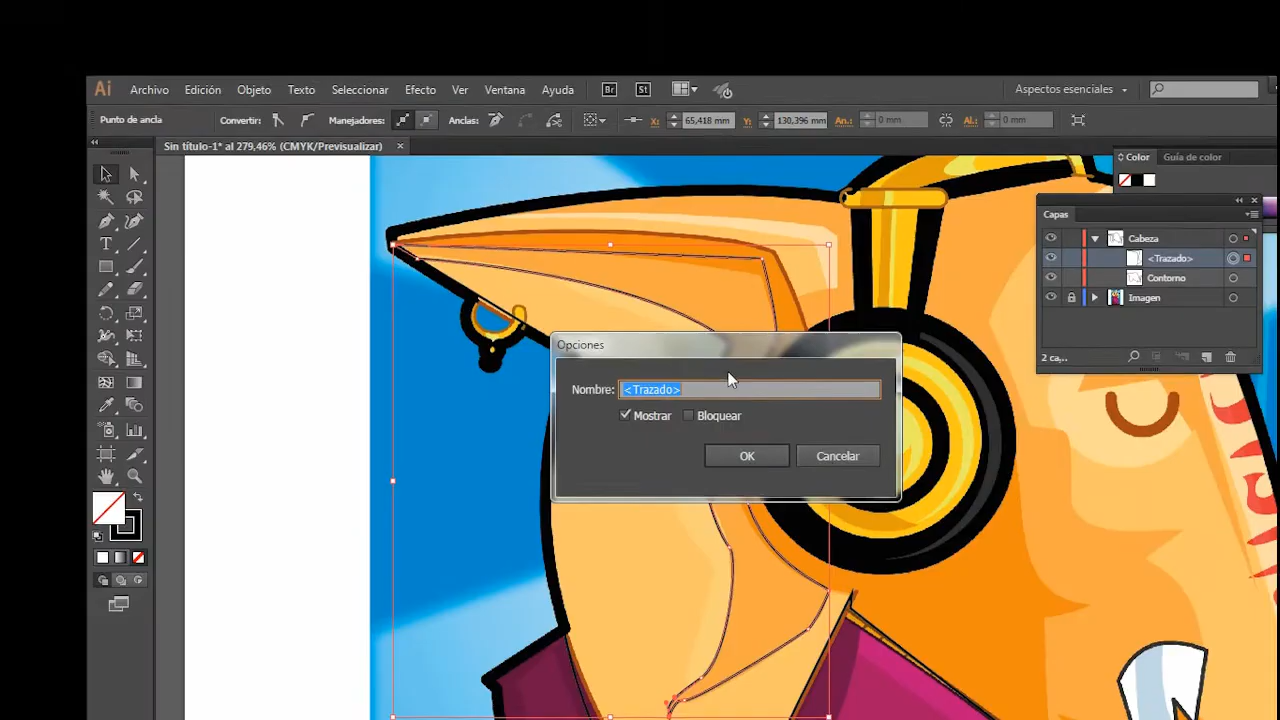 Ai Archivo Edición Objeto Texto Seleccionar Efecto Ver Ventana Ayuda Br St Aspectos esenciales
Punto de ancla Convertir: Manejadores: Anclas: X: 65,418 mm Y: 130,396 mm An.: 0 mm Al.: 0 mm
Sin título-1* al 279,46% (CMYK/Previsualizar)
Color Guía de color
Capas
Cabeza
<Trazado>
Contorno
Imagen
2 ca...
Opciones
Nombre: <Trazado>
Mostrar Bloquear
OK Cancelar